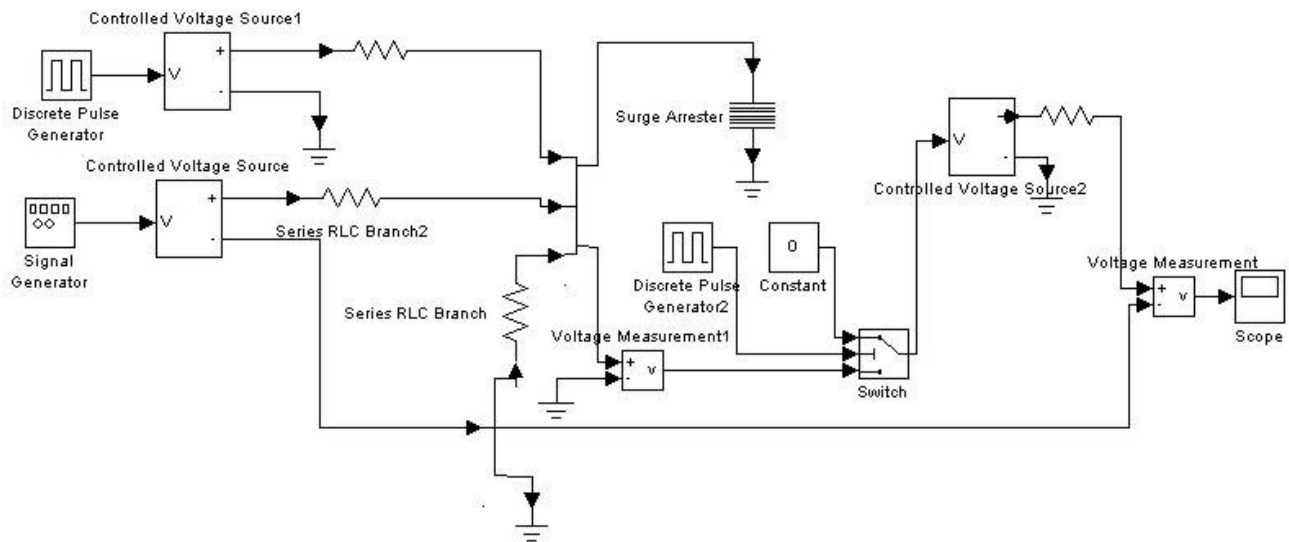 Controlled Voltage Source1
+
V
-
Discrete Pulse
Generator
Surge Arrester
Controlled Voltage Source
+
V
-
Series RLC Branch2
Signal
Generator
V
-
Controlled Voltage Source2
0
Discrete Pulse
Generator2
Constant
Voltage Measurement
+
-
v
Scope
Series RLC Branch
Voltage Measurement1
+
-
v
Switch